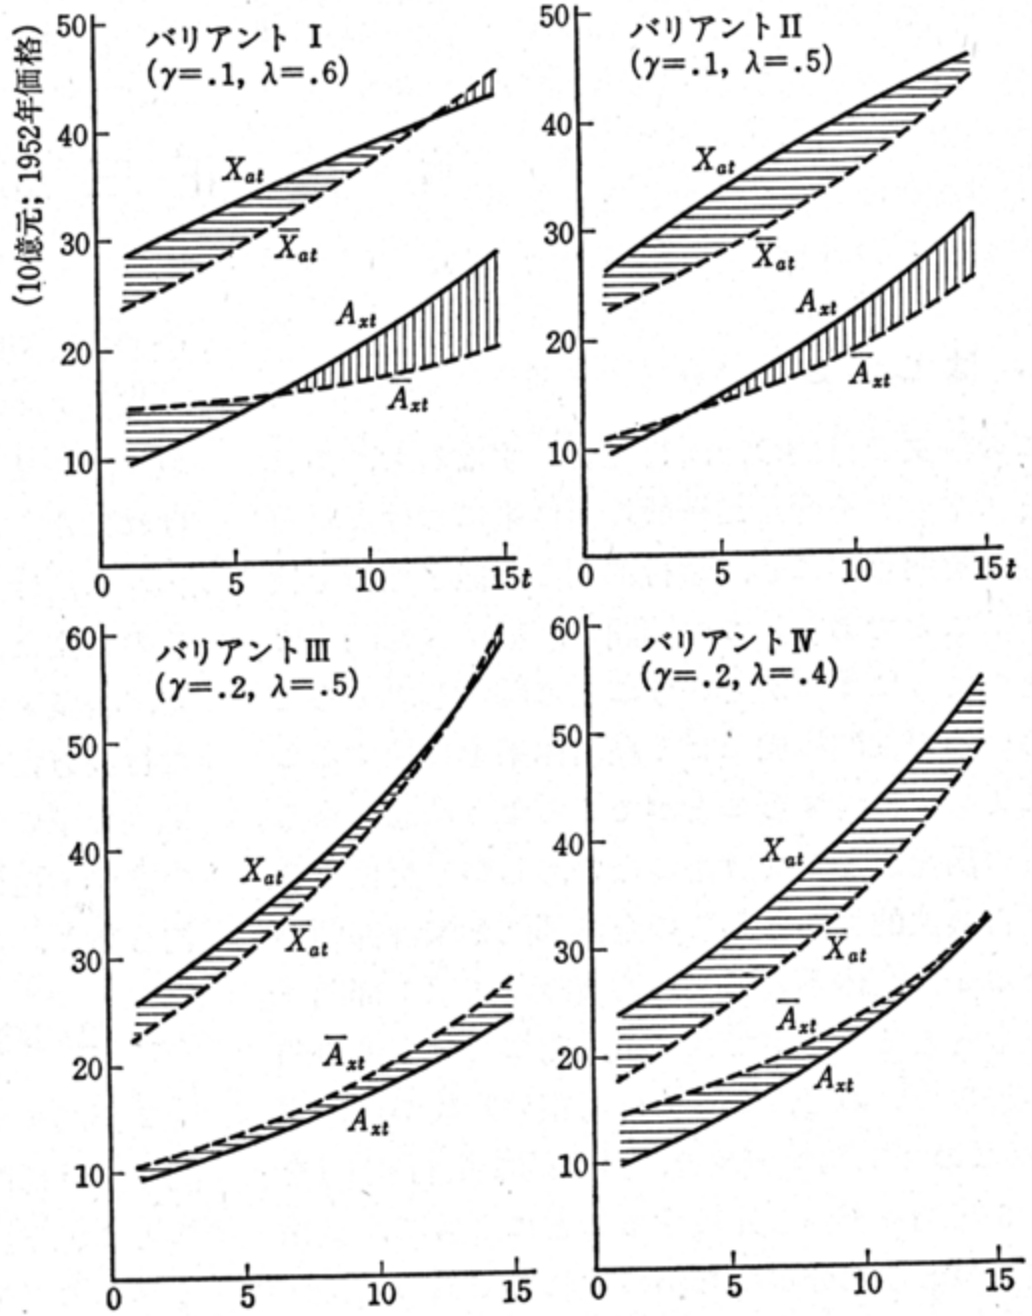 (10億元; 1952年価格)
バリアント I
(γ=.1, λ=.6)
50
40
30
20
10
0
5
10
15t
X_at
X̄_at
A_xt
Ā_xt
バリアント II
(γ=.1, λ=.5)
50
40
30
20
10
0
5
10
15t
X_at
X̄_at
A_xt
Ā_xt
バリアント III
(γ=.2, λ=.5)
60
50
40
30
20
10
0
5
10
15
X_at
X̄_at
Ā_xt
A_xt
バリアント IV
(γ=.2, λ=.4)
60
50
40
30
20
10
0
5
10
15
X_at
X̄_at
Ā_xt
A_xt